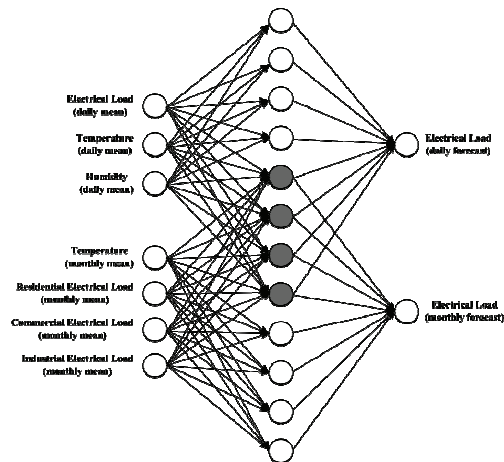 Electrical Load
(daily mean)
Temperature
(daily mean)
Humidity
(daily mean)
Temperature
(monthly mean)
Residential Electrical Load
(monthly mean)
Commercial Electrical Load
(monthly mean)
Industrial Electrical Load
(monthly mean)
Electrical Load
(daily forecast)
Electrical Load
(monthly forecast)